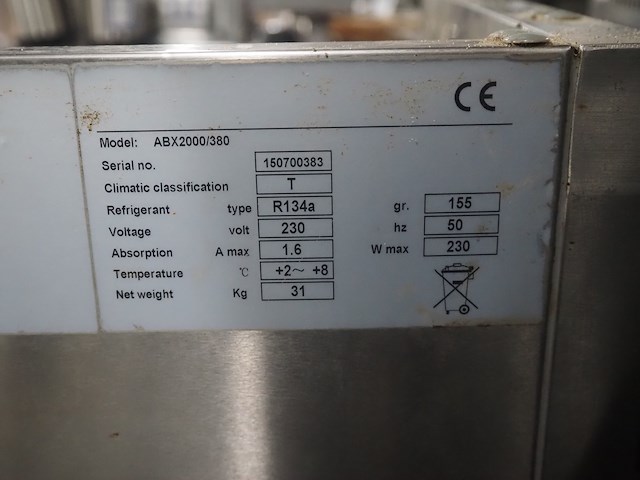 CE
Model: ABX2000/380
Serial no. 150700383
Climatic classification T
Refrigerant type R134a gr. 155
Voltage volt 230 hz 50
Absorption A max 1.6 W max 230
Temperature ℃ +2～ +8
Net weight Kg 31